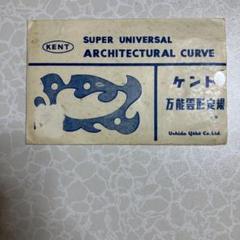 KENT
SUPER UNIVERSAL
ARCHITECTURAL CURVE
ケント
万能雲形定規
Uchida Yoko Co. Ltd.